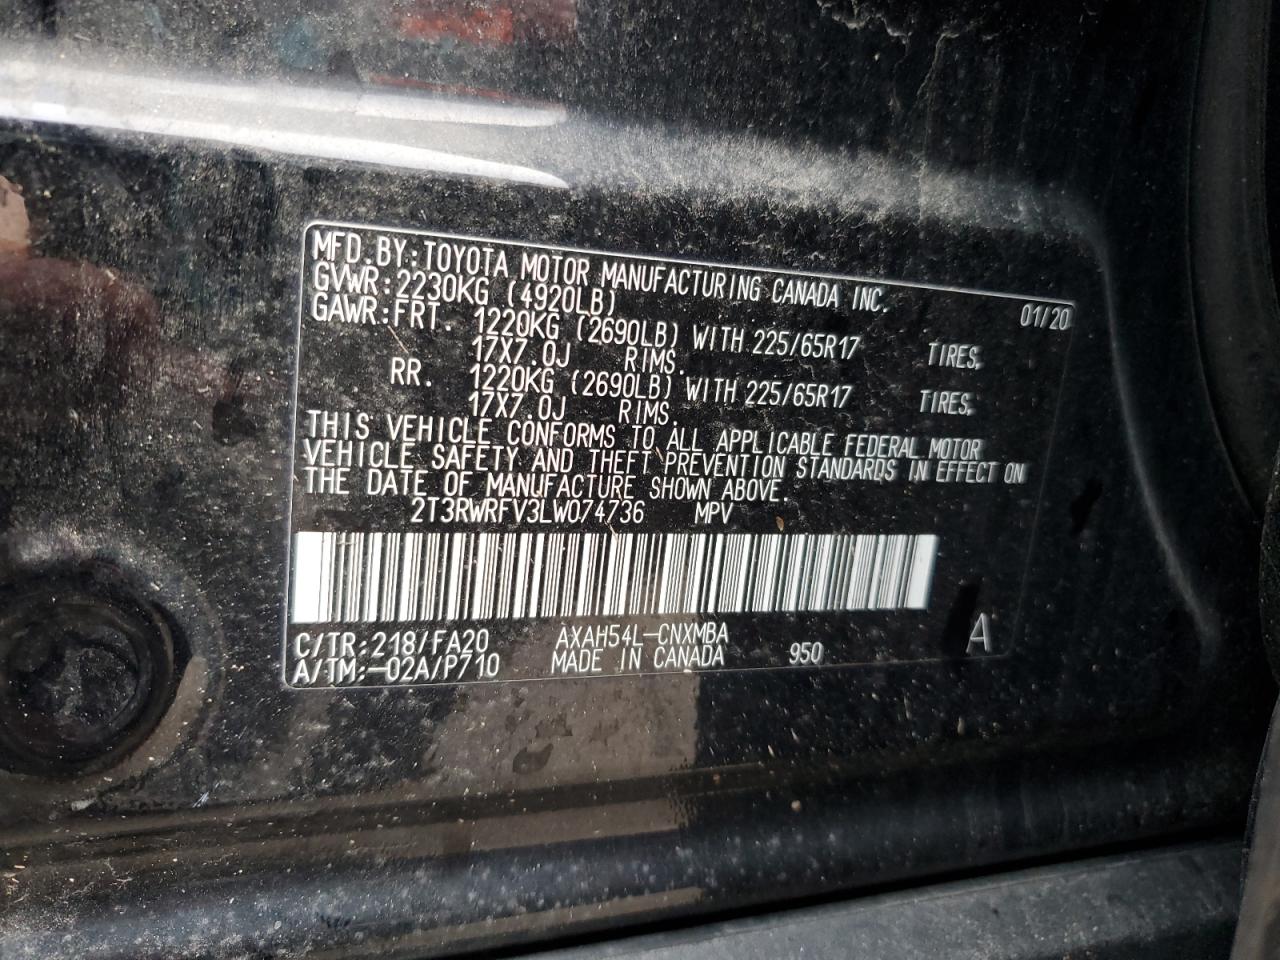 MFD.BY:TOYOTA MOTOR MANUFACTURING CANADA INC.
GVWR:2230KG (4920LB) 01/20
GAWR:FRT. 1220KG (2690LB) WITH 225/65R17 TIRES,
17X7.0J RIMS.
RR. 1220KG (2690LB) WITH 225/65R17 TIRES,
17X7.0J RIMS.
THIS VEHICLE CONFORMS TO ALL APPLICABLE FEDERAL MOTOR
VEHICLE SAFETY AND THEFT PREVENTION STANDARDS IN EFFECT ON
THE DATE OF MANUFACTURE SHOWN ABOVE.
2T3RWRFV3LW074736 MPV
C/TR:218/FA20 AXAH54L-CNXMBA A
A/TM:-02A/P710 MADE IN CANADA 950